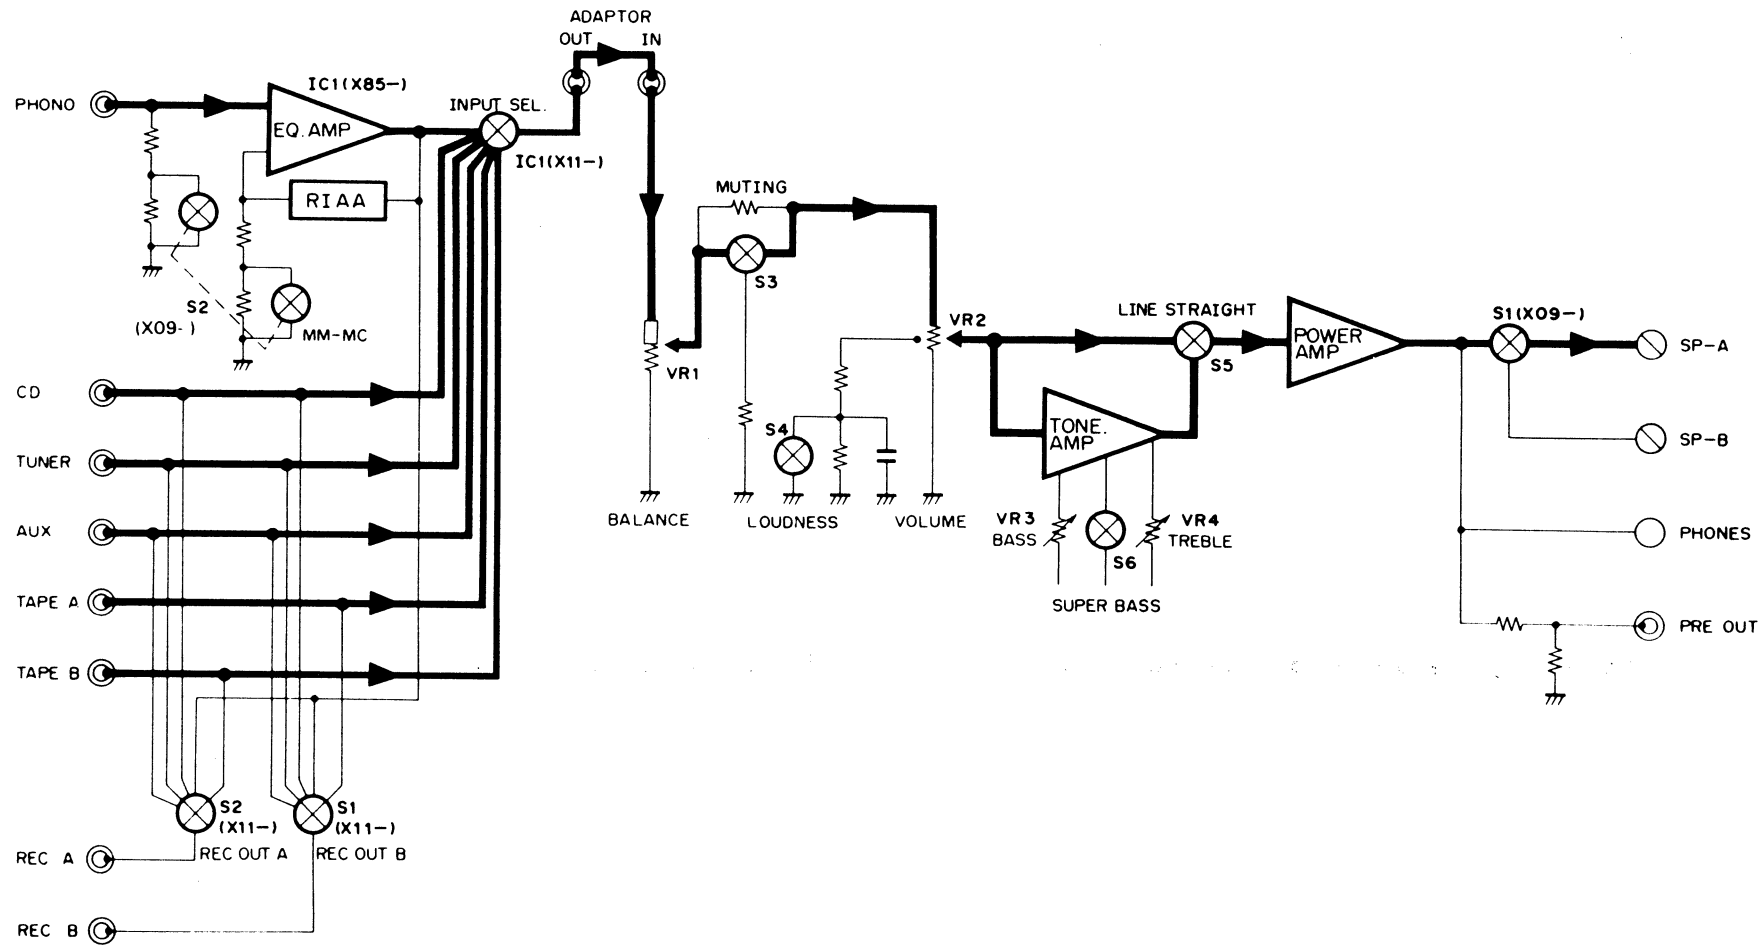 ADAPTOR
OUT
IN
PHONO
IC1(X85-)
EQ. AMP
INPUT SEL.
IC1(X11-)
RIAA
S2
(X09-)
MM-MC
MUTING
S3
VR1
BALANCE
S4
LOUDNESS
VR2
VOLUME
LINE STRAIGHT
S5
TONE.
AMP
VR3
BASS
S6
VR4
TREBLE
SUPER BASS
POWER
AMP
S1(X09-)
SP-A
SP-B
PHONES
PRE OUT
CD
TUNER
AUX
TAPE A
TAPE B
S2
(X11-)
REC OUT A
S1
(X11-)
REC OUT B
REC A
REC B